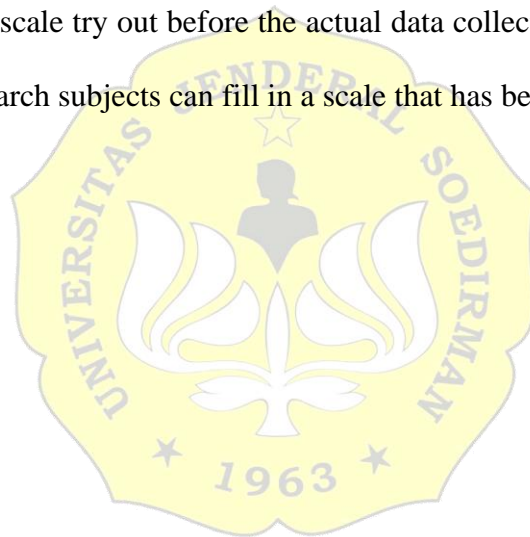 scale try out before the actual data collec
arch subjects can fill in a scale that has be
UNIVERSITAS JENDERAL SOEDIRMAN
1963